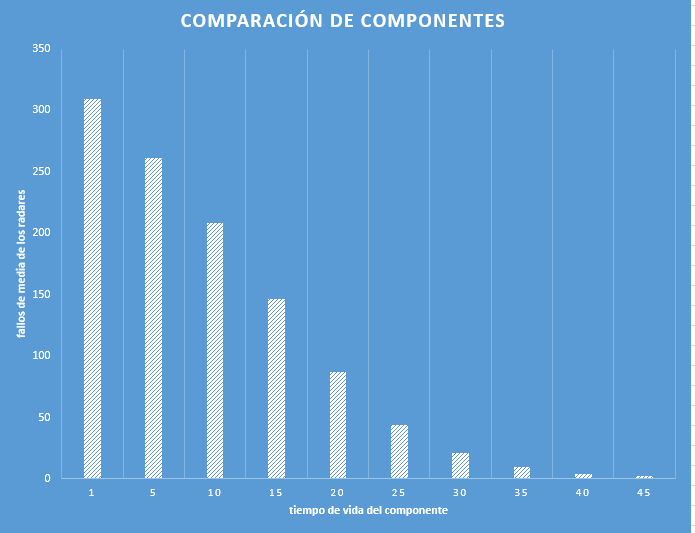 COMPARACIÓN DE COMPONENTES
350
300
250
200
150
100
50
0
fallos de media de los radares
1 5 10 15 20 25 30 35 40 45
tiempo de vida del componente